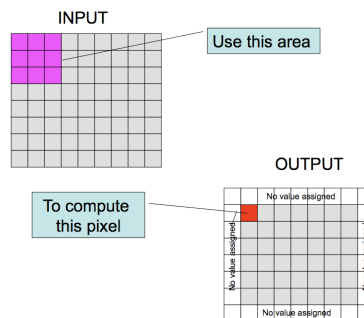 INPUT
Use this area
OUTPUT
To compute
this pixel
No value assigned
No value assigned
No value assigned